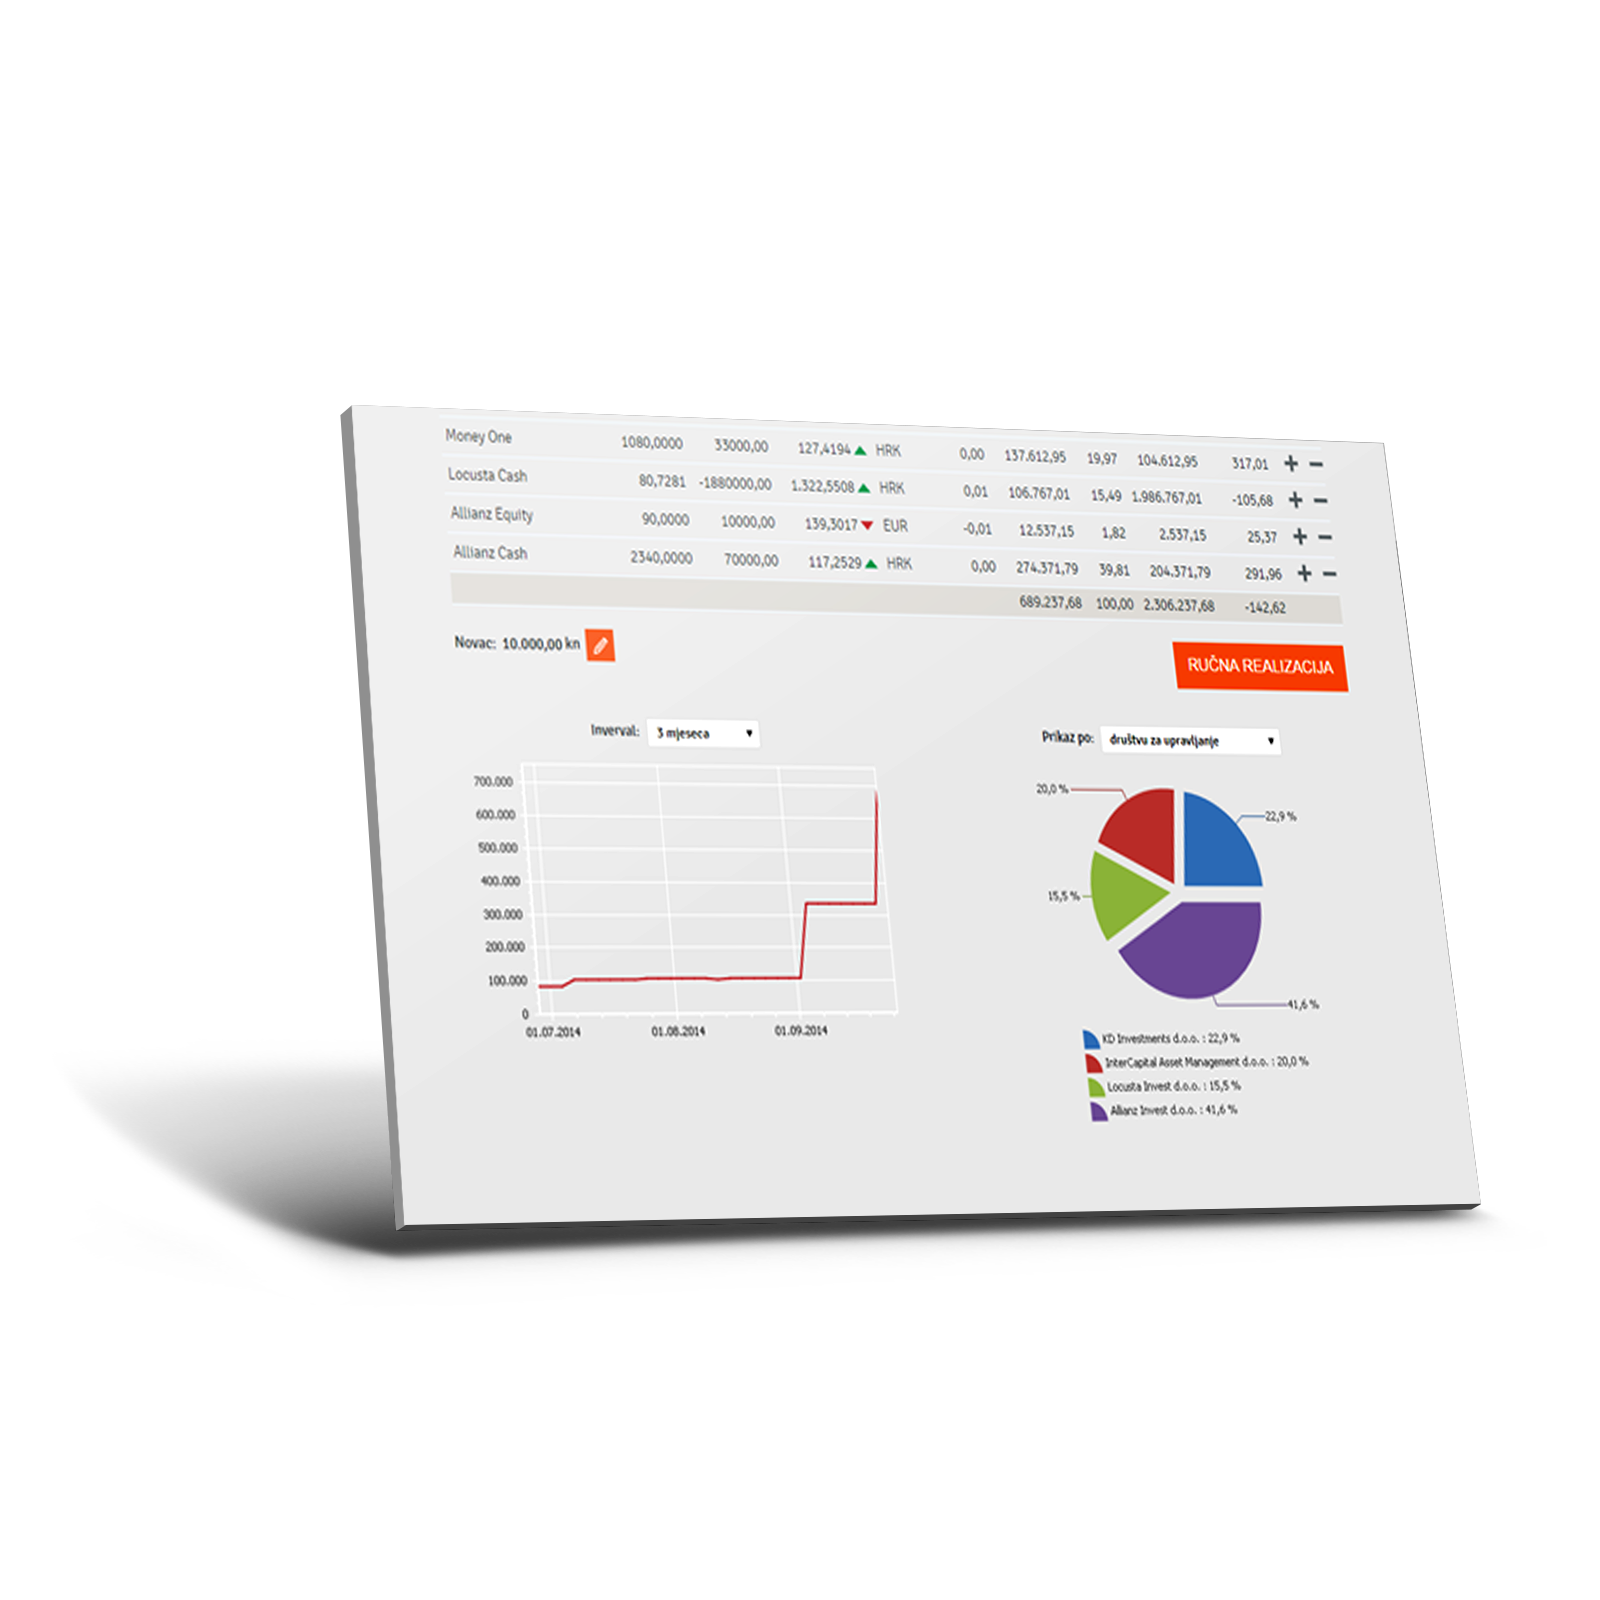 Money One 1080,0000 33000,00 127,4194 HRK 0,00 137.612,95 19,97 104.612,95 317,01 + −
Locusta Cash 80,7281 -1880000,00 1.322,5508 HRK 0,01 106.767,01 15,49 1.986.767,01 -105,68 + −
Allianz Equity 90,0000 10000,00 139,3017 EUR -0,01 12.537,15 1,82 2.537,15 25,37 + −
Allianz Cash 2340,0000 70000,00 117,2529 HRK 0,00 274.371,79 39,81 204.371,79 291,96 + −
689.237,68 100,00 2.306.237,68 -142,62
Novac: 10.000,00 kn
RUČNA REALIZACIJA
Inverval: 3 mjeseca
700.000
600.000
500.000
400.000
300.000
200.000
100.000
0
01.07.2014 01.08.2014 01.09.2014
Prikaz po: društvu za upravljanje
20,0 %
22,9 %
15,5 %
41,6 %
KD Investments d.o.o. : 22,9 %
InterCapital Asset Management d.o.o. : 20,0 %
Locusta Invest d.o.o. : 15,5 %
Allianz Invest d.o.o. : 41,6 %